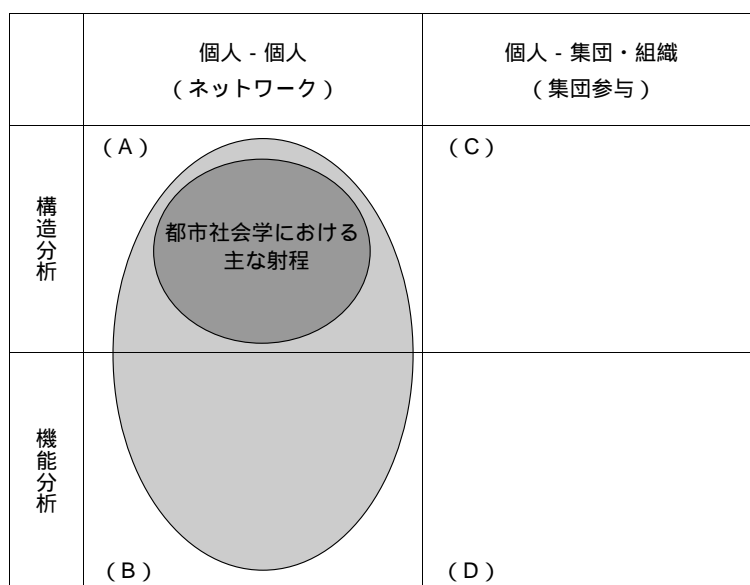 個人 - 個人
(ネットワーク)
個人 - 集団・組織
(集団参与)
構造分析
(A)
都市社会学における
主な射程
(C)
機能分析
(B)
(D)